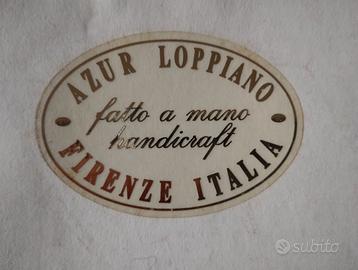 AZUR LOPPIANO
fatto a mano
handicraft
FIRENZE ITALIA
subito